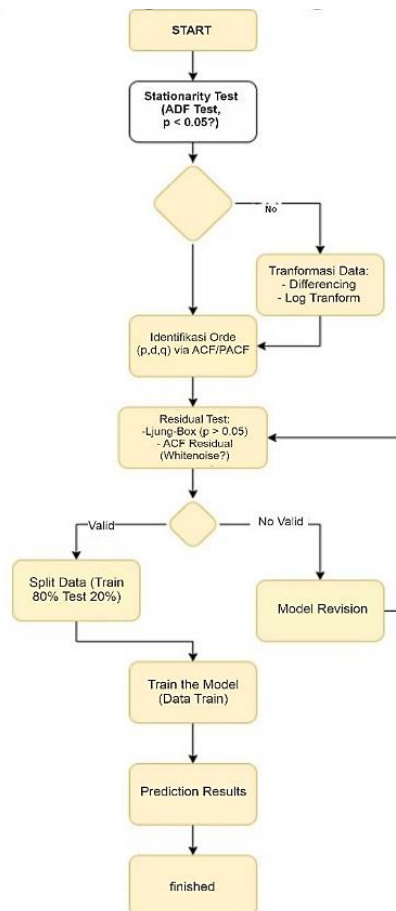 START
Stationarity Test
(ADF Test,
p < 0.05?)
No
Tranformasi Data:
- Differencing
- Log Tranform
Identifikasi Orde
(p,d,q) via ACF/PACF
Residual Test:
-Ljung-Box (p > 0.05)
- ACF Residual
(Whitenoise?)
Valid
No Valid
Split Data (Train
80% Test 20%)
Model Revision
Train the Model
(Data Train)
Prediction Results
finished